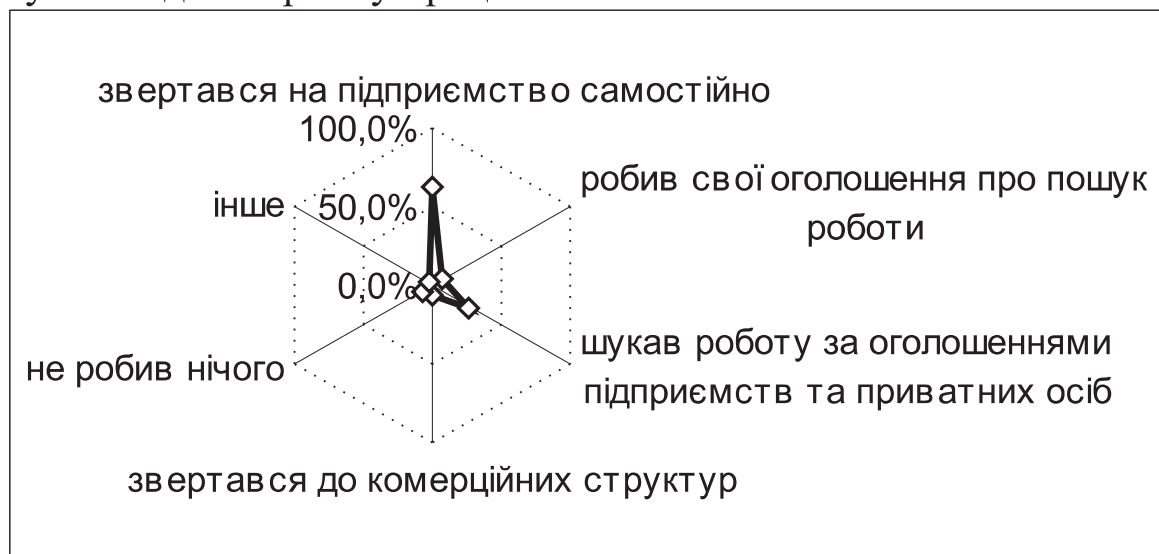 звертався на підприємство самостійно
100,0%
робив свої оголошення про пошук
роботи
інше
50,0%
0,0%
шукав роботу за оголошеннями
підприємств та приватних осіб
не робив нічого
звертався до комерційних структур